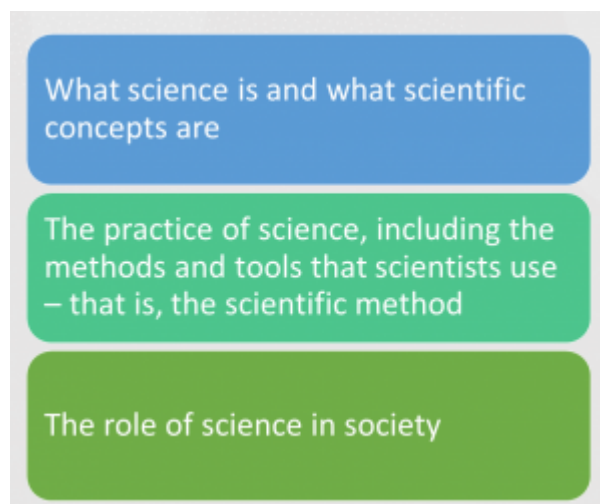 What science is and what scientific
concepts are
The practice of science, including the
methods and tools that scientists use
– that is, the scientific method
The role of science in society